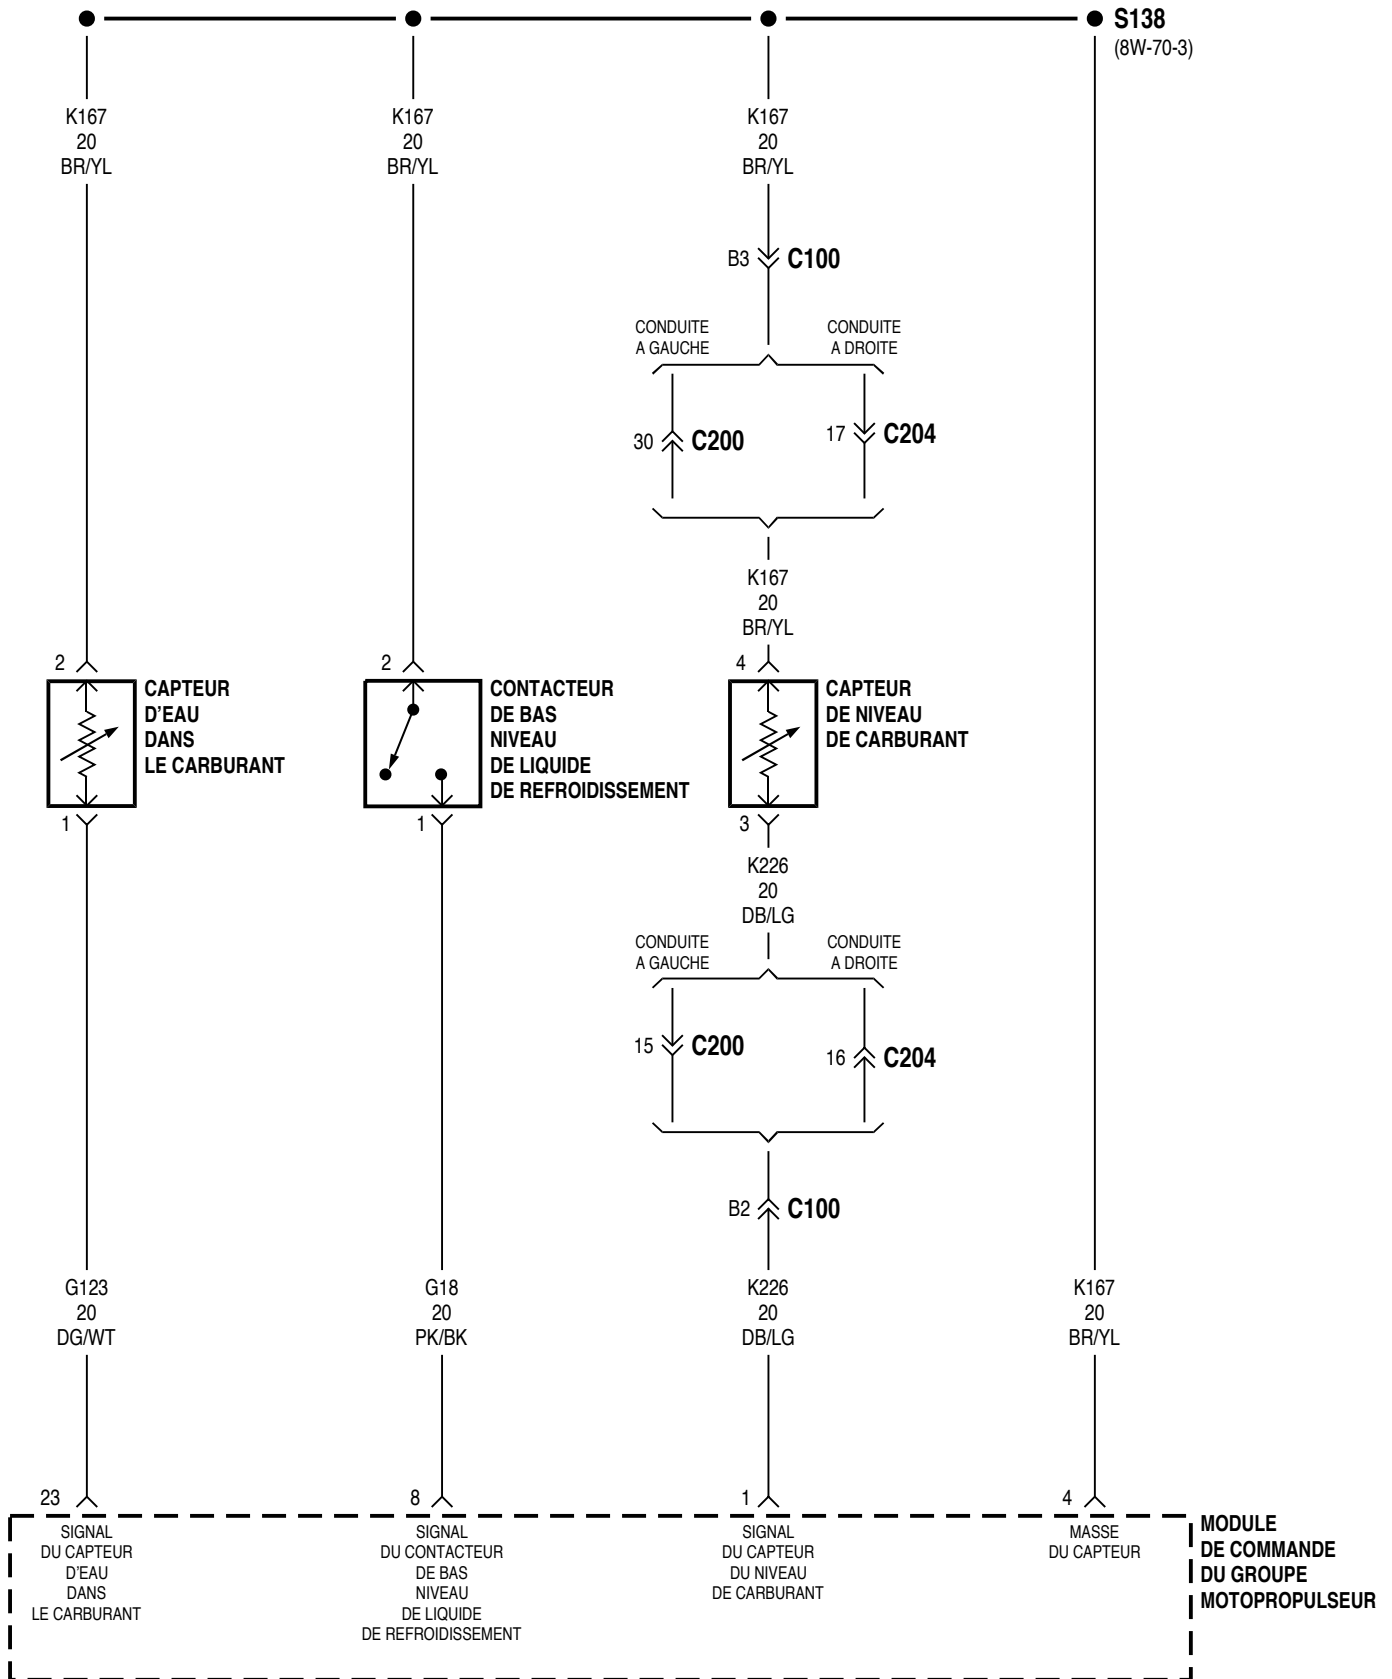 S138
(8W-70-3)
K167
20
BR/YL
K167
20
BR/YL
K167
20
BR/YL
B3
C100
CONDUITE
A GAUCHE
CONDUITE
A DROITE
30
C200
17
C204
K167
20
BR/YL
2
CAPTEUR
D'EAU
DANS
LE CARBURANT
1
2
CONTACTEUR
DE BAS
NIVEAU
DE LIQUIDE
DE REFROIDISSEMENT
1
4
CAPTEUR
DE NIVEAU
DE CARBURANT
3
K226
20
DB/LG
CONDUITE
A GAUCHE
CONDUITE
A DROITE
15
C200
16
C204
B2
C100
G123
20
DG/WT
G18
20
PK/BK
K226
20
DB/LG
K167
20
BR/YL
23
8
1
4
SIGNAL
DU CAPTEUR
D'EAU
DANS
LE CARBURANT
SIGNAL
DU CONTACTEUR
DE BAS
NIVEAU
DE LIQUIDE
DE REFROIDISSEMENT
SIGNAL
DU CAPTEUR
DU NIVEAU
DE CARBURANT
MASSE
DU CAPTEUR
MODULE
DE COMMANDE
DU GROUPE
MOTOPROPULSEUR